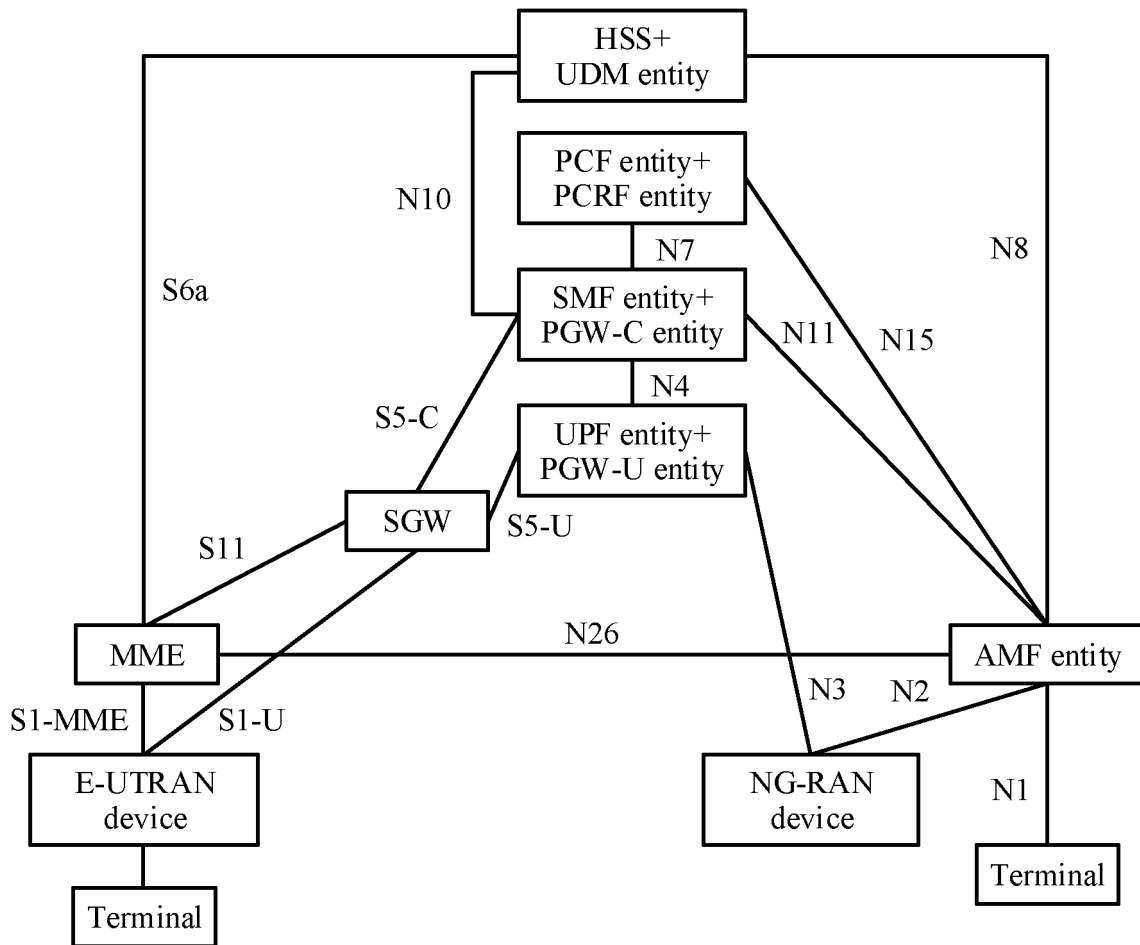 HSS+
UDM entity
PCF entity+
PCRF entity
N10
N7
N8
S6a
SMF entity+
PGW-C entity
N11
N15
N4
S5-C
UPF entity+
PGW-U entity
SGW
S5-U
S11
N26
MME
AMF entity
S1-MME
S1-U
N3
N2
E-UTRAN
device
NG-RAN
device
N1
Terminal
Terminal